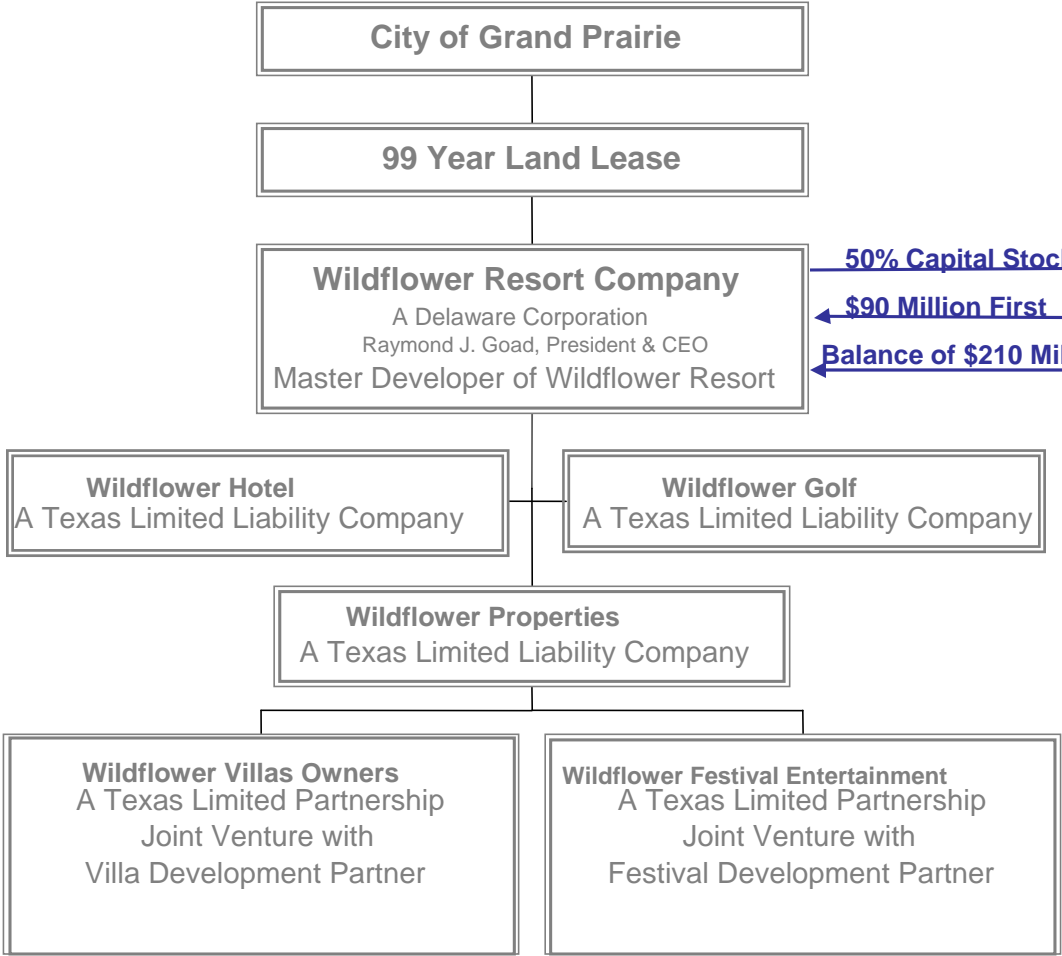 City of Grand Prairie
99 Year Land Lease
Wildflower Resort Company
A Delaware Corporation
Raymond J. Goad, President & CEO
Master Developer of Wildflower Resort
50% Capital
$90 Million First
Balance of $210
Wildflower Hotel
A Texas Limited Liability Company
Wildflower Golf
A Texas Limited Liability Company
Wildflower Properties
A Texas Limited Liability Company
Wildflower Villas Owners
A Texas Limited Partnership
Joint Venture with
Villa Development Partner
Wildflower Festival Entertainment
A Texas Limited Partnership
Joint Venture with
Festival Development Partner